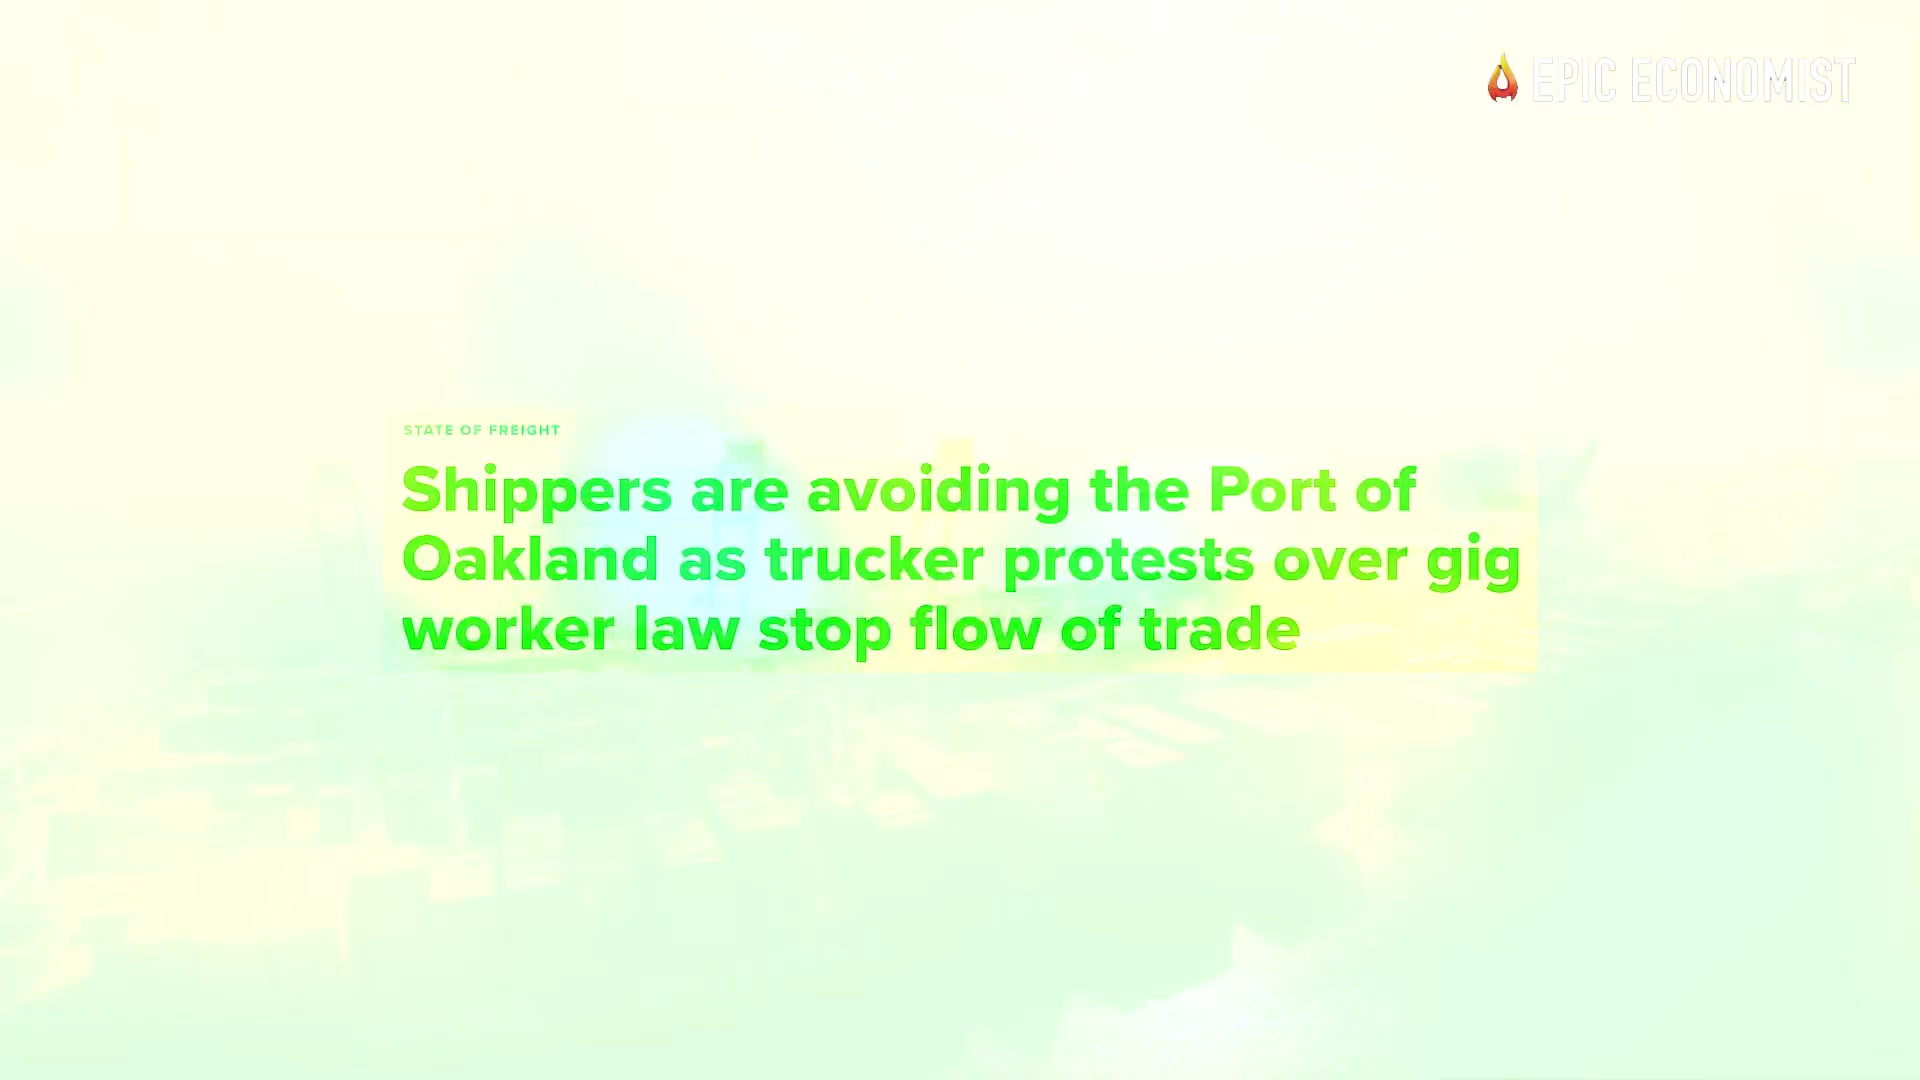 EPIC ECONOMIST
STATE OF FREIGHT
Shippers are avoiding the Port of
Oakland as trucker protests over gig
worker law stop flow of trade